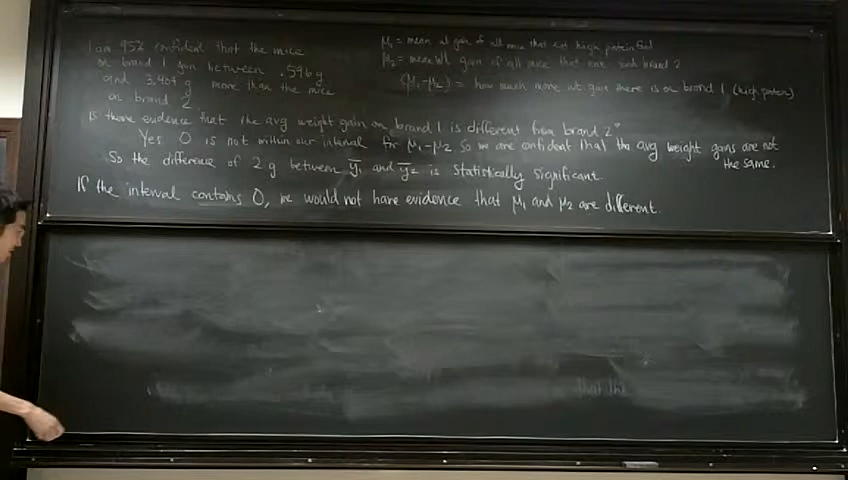 I am 95% confident that the mice
on brand 1 gain between .596 g
and 3.404 g more than the mice
on brand 2
μ1 = mean wt gain of all mice that eat high protein food
μ2 = mean wt gain of all mice that eat brand 2
(μ1-μ2) = how much more wt gain there is on brand 1 (high protein)
Is there evidence that the avg weight gain on brand 1 is different from brand 2?
Yes. 0 is not within our interval for μ1-μ2 so we are confident that the avg weight gains are not
the same.
So the difference of 2 g between ȳ1 and ȳ2 is statistically significant.
If the interval contains 0, we would not have evidence that μ1 and μ2 are different.
that the